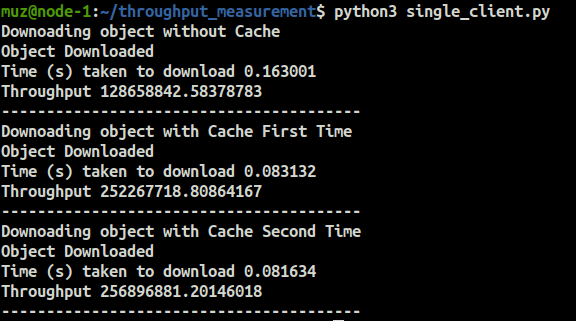 muz@node-1:~/throughput_measurement$ python3 single_client.py
Downoading object without Cache
Object Downloaded
Time (s) taken to download 0.163001
Throughput 128658842.58378783
----------------------------------------
Downoading object with Cache First Time
Object Downloaded
Time (s) taken to download 0.083132
Throughput 252267718.80864167
----------------------------------------
Downoading object with Cache Second Time
Object Downloaded
Time (s) taken to download 0.081634
Throughput 256896881.20146018
----------------------------------------